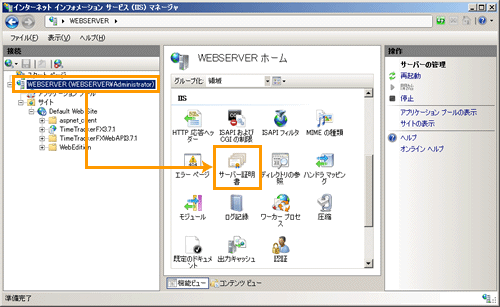 インターネット インフォメーション サービス (IIS) マネージャ
WEBSERVER
ファイル(F) 表示(V) ヘルプ(H)
接続
スタート ページ
WEBSERVER (WEBSERVER¥Administrator)
アプリケーション プール
サイト
Default Web Site
aspnet_client
TimeTrackerFX3.7.1
TimeTrackerFXWebAPI3.7.1
WebEdition
WEBSERVER ホーム
グループ化: 領域
IIS
HTTP 応答ヘッダー
ISAPI および CGI の制限
ISAPI フィルタ
MIME の種類
エラー ページ
サーバー証明書
ディレクトリの参照
ハンドラ マッピング
モジュール
ログ記録
ワーカー プロセス
圧縮
既定のドキュメント
出力キャッシュ
認証
機能ビュー
コンテンツ ビュー
操作
サーバーの管理
再起動
開始
停止
アプリケーション プールの表示
サイトの表示
ヘルプ
オンライン ヘルプ
準備完了